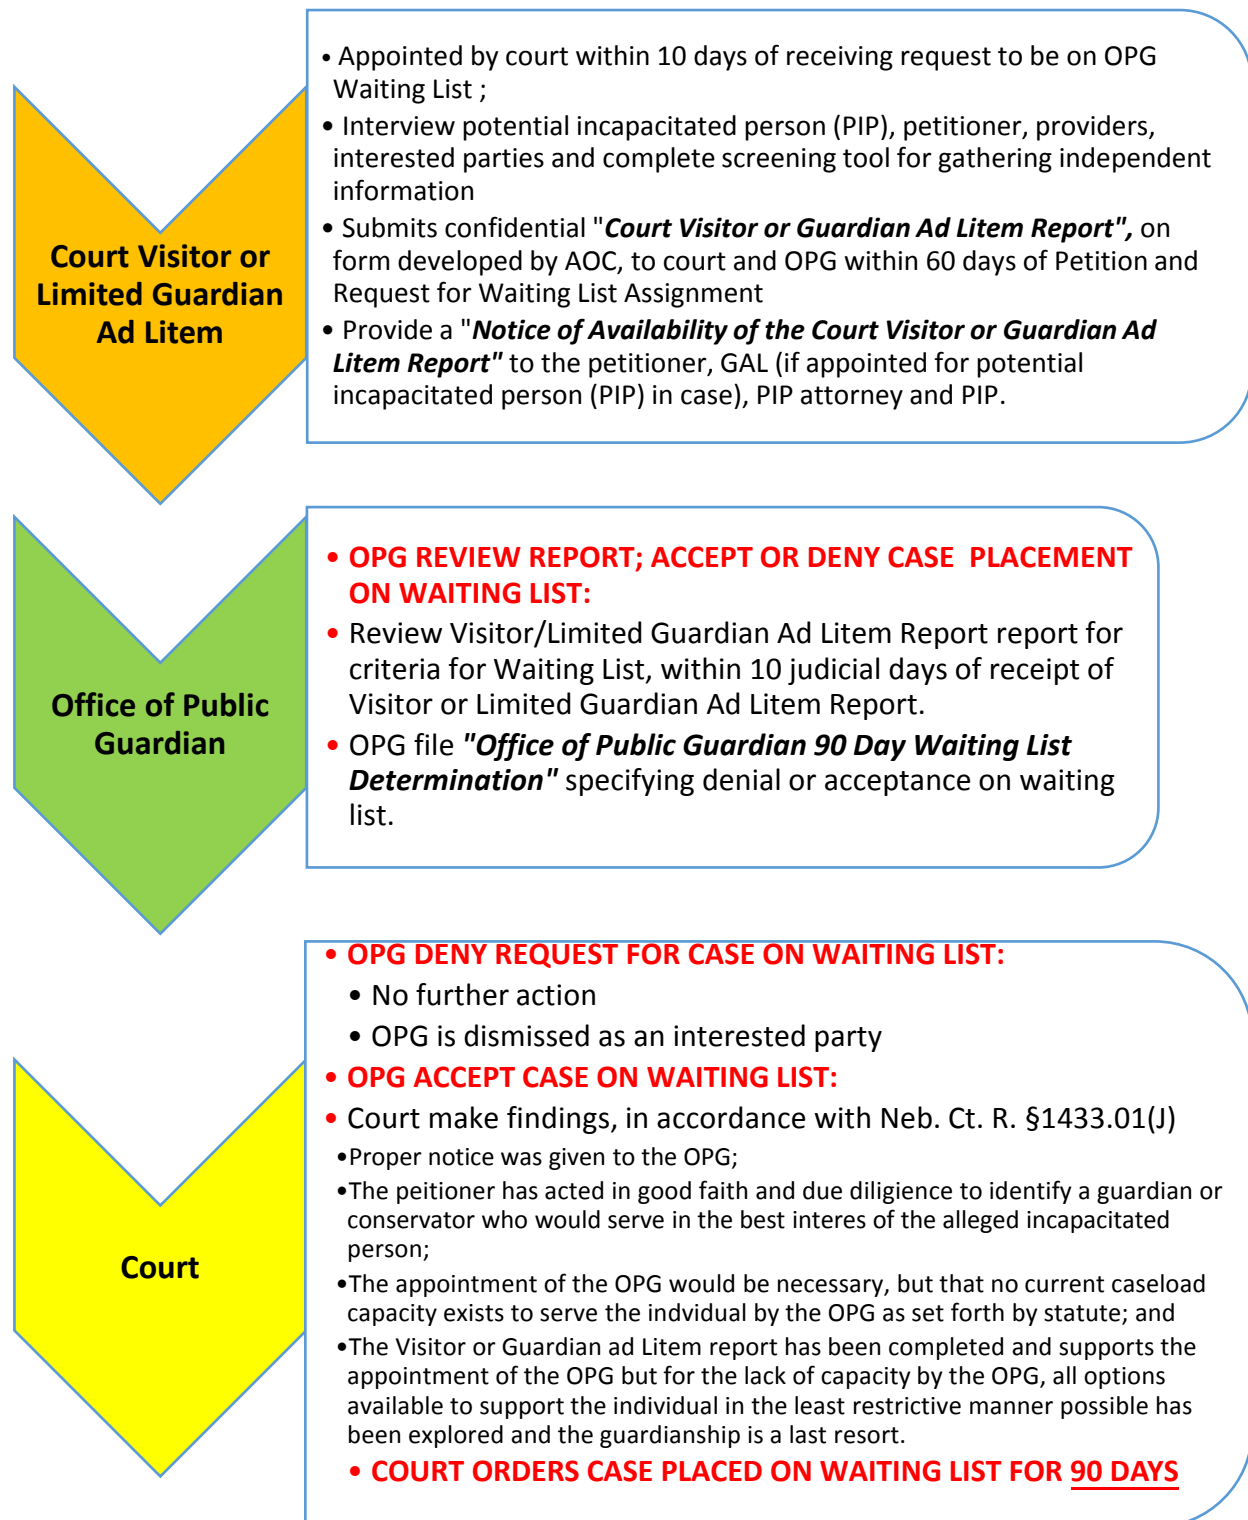 Court Visitor or
Limited Guardian
Ad Litem
• Appointed by court within 10 days of receiving request to be on OPG
Waiting List ;
• Interview potential incapacitated person (PIP), petitioner, providers,
interested parties and complete screening tool for gathering independent
information
• Submits confidential "Court Visitor or Guardian Ad Litem Report", on
form developed by AOC, to court and OPG within 60 days of Petition and
Request for Waiting List Assignment
• Provide a "Notice of Availability of the Court Visitor or Guardian Ad
Litem Report" to the petitioner, GAL (if appointed for potential
incapacitated person (PIP) in case), PIP attorney and PIP.
Office of Public
Guardian
• OPG REVIEW REPORT; ACCEPT OR DENY CASE PLACEMENT
ON WAITING LIST:
• Review Visitor/Limited Guardian Ad Litem Report report for
criteria for Waiting List, within 10 judicial days of receipt of
Visitor or Limited Guardian Ad Litem Report.
• OPG file "Office of Public Guardian 90 Day Waiting List
Determination" specifying denial or acceptance on waiting
list.
Court
• OPG DENY REQUEST FOR CASE ON WAITING LIST:
• No further action
• OPG is dismissed as an interested party
• OPG ACCEPT CASE ON WAITING LIST:
• Court make findings, in accordance with Neb. Ct. R. §1433.01(J)
•Proper notice was given to the OPG;
•The peitioner has acted in good faith and due diligience to identify a guardian or
conservator who would serve in the best interes of the alleged incapacitated
person;
•The appointment of the OPG would be necessary, but that no current caseload
capacity exists to serve the indvidual by the OPG as set forth by statute; and
•The Visitor or Guardian ad Litem report has been completed and supports the
appointment of the OPG but for the lack of capacity by the OPG, all options
available to support the individual in the least restrictive manner possible has
been explored and the guardianship is a last resort.
• COURT ORDERS CASE PLACED ON WAITING LIST FOR 90 DAYS